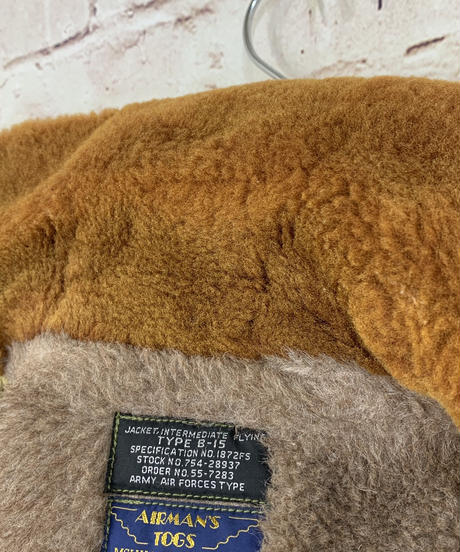 JACKET, INTERMEDIATE FLYING
TYPE B-15
SPECIFICATION NO.1872FS
STOCK NO.754-28937
ORDER NO.55-7283
ARMY AIR FORCES TYPE
AIRMAN'S
TOGS